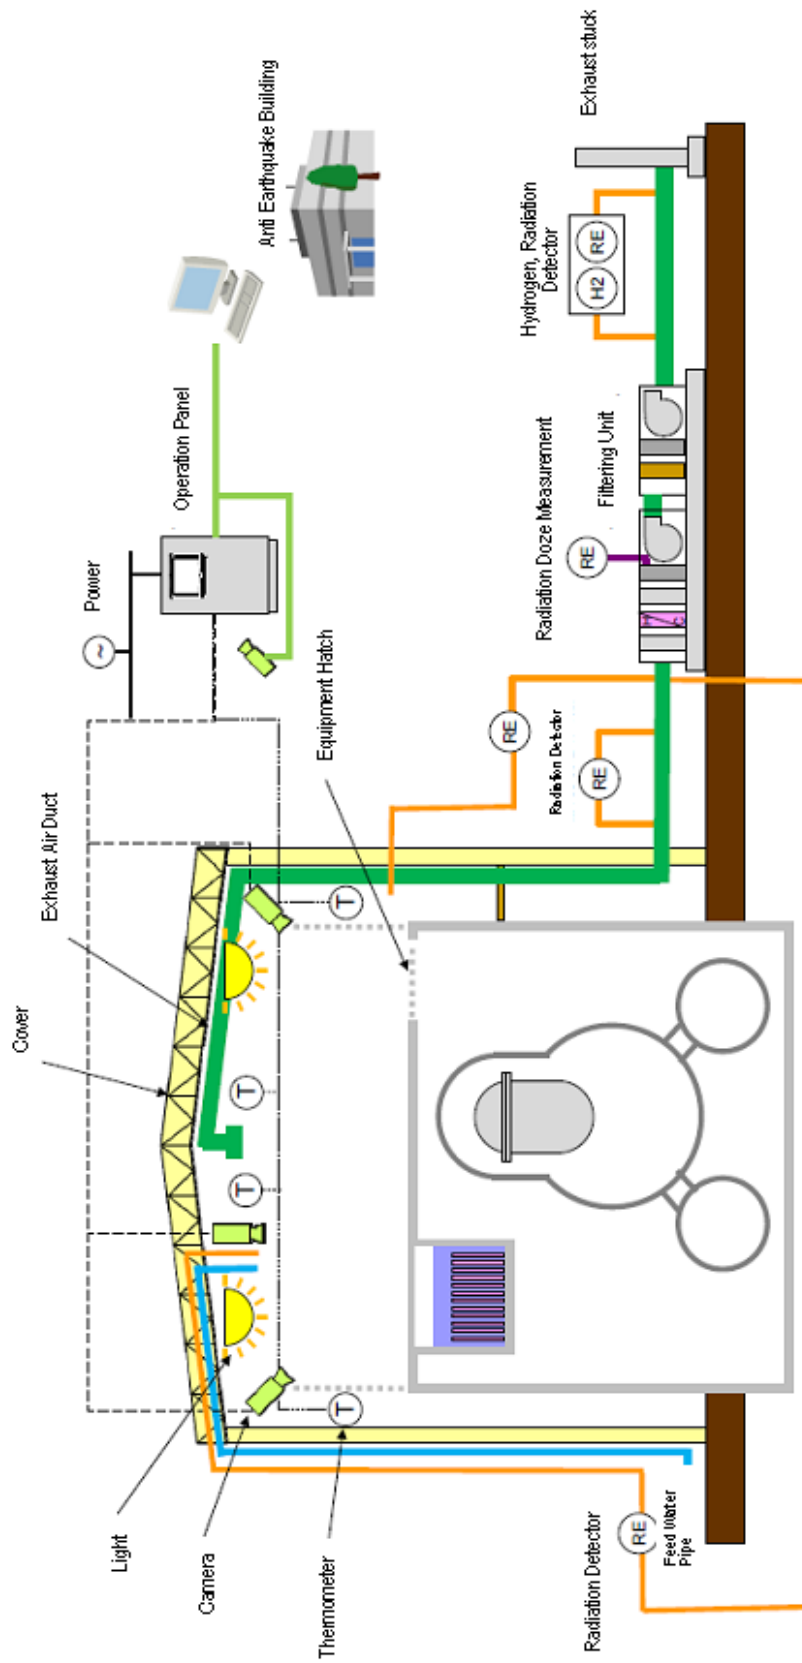 Cover
Exhaust Air Duct
Power
~
Operation Panel
Anti Earthquake Building
Light
Camera
Thermometer
T
T
T
T
Equipment Hatch
RE
Radiation Detector
RE
Radiation Doze Measurement
RE
H
C
Filtering Unit
Hydrogen, Radiation
Detector
H2
RE
Exhaust stuck
Radiation Detector
RE
Feed Water
Pipe